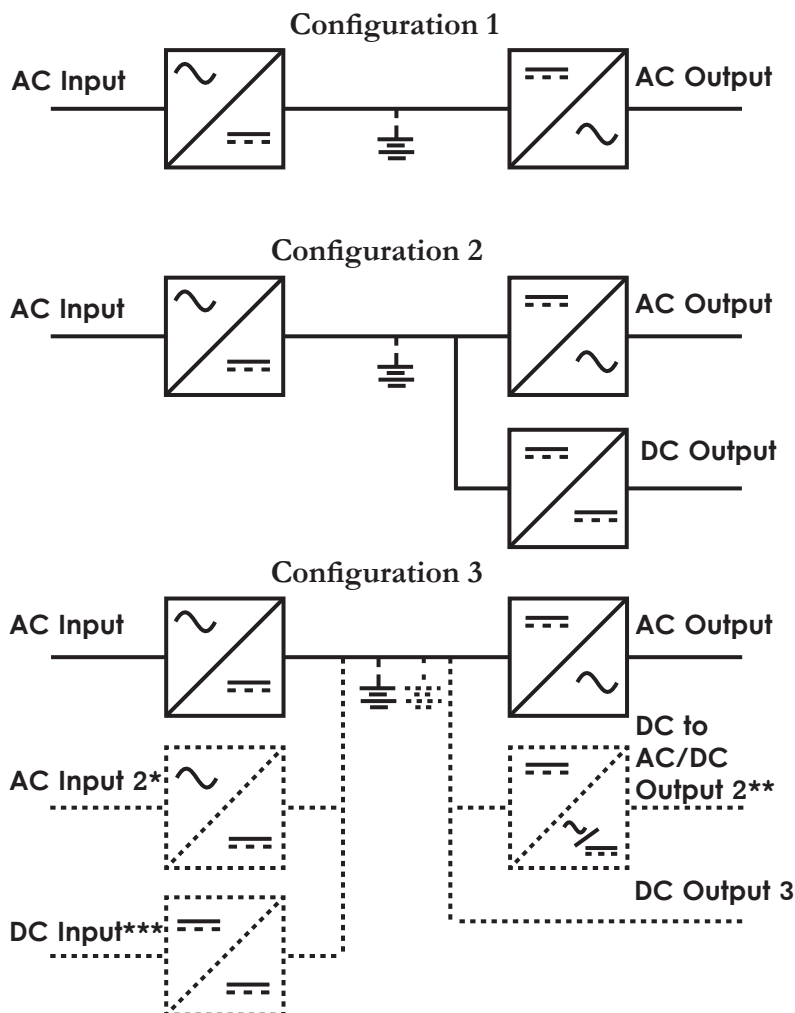 Configuration 1
AC Input
AC Output
Configuration 2
AC Input
AC Output
DC Output
Configuration 3
AC Input
AC Output
AC Input 2*
DC to
AC/DC
Output 2**
DC Output 3
DC Input***